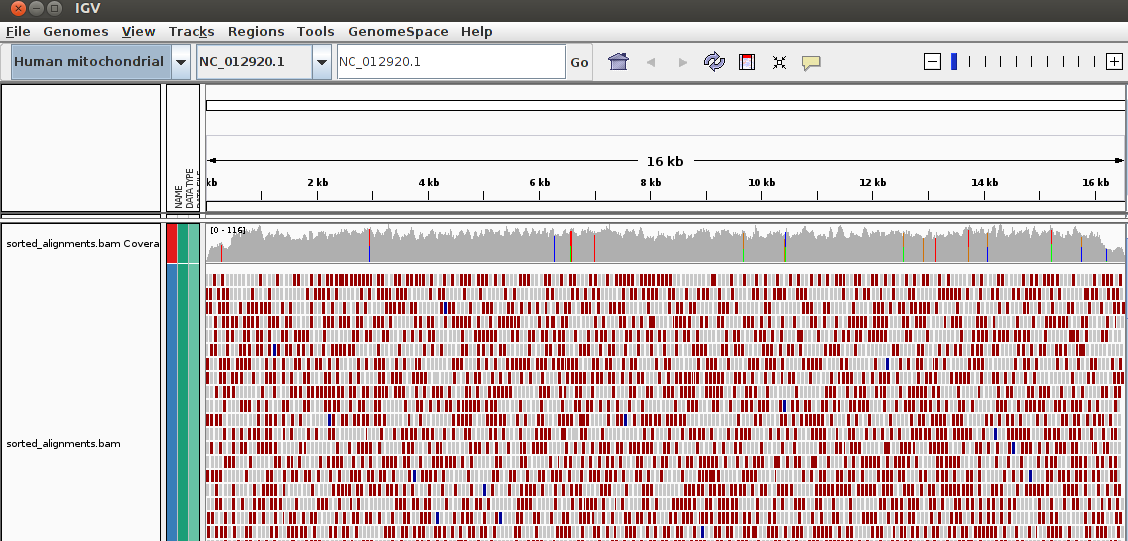 IGV
File Genomes View Tracks Regions Tools GenomeSpace Help
Human mitochondrial NC_012920.1 NC_012920.1 Go
NAME
DATA TYPE
16 kb
kb 2 kb 4 kb 6 kb 8 kb 10 kb 12 kb 14 kb 16 kb
[0 - 116]
sorted_alignments.bam Covera
sorted_alignments.bam